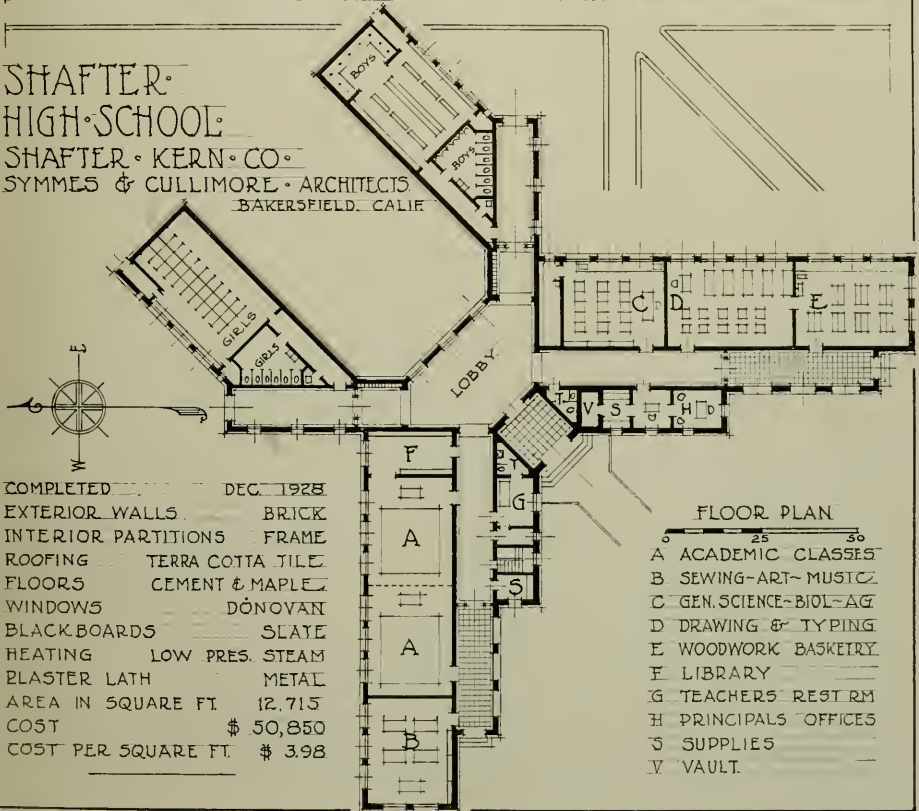 SHAFTER·
HIGH·SCHOOL·
SHAFTER·KERN·CO·
SYMMES & CULLIMORE·ARCHITECTS.
BAKERSFIELD, CALIF
BOYS
BOYS
GIRLS
GIRLS
LOBBY
C
D
E
T
V
S
H
T
G
S
F
A
A
B
E
W
COMPLETED DEC. 1928
EXTERIOR WALLS BRICK
INTERIOR PARTITIONS FRAME
ROOFING TERRA COTTA TILE
FLOORS CEMENT & MAPLE
WINDOWS DONOVAN
BLACKBOARDS SLATE
HEATING LOW PRES. STEAM
PLASTER LATH METAL
AREA IN SQUARE FT. 12,715
COST $ 50,850
COST PER SQUARE FT. $ 3.98
FLOOR PLAN
0 25 50
A ACADEMIC CLASSES
B SEWING~ART~MUSIC
C GEN. SCIENCE~BIOL~AG
D DRAWING & TYPING
E WOODWORK BASKETRY
F LIBRARY
G TEACHERS REST RM
H PRINCIPALS OFFICES
S SUPPLIES
V VAULT.